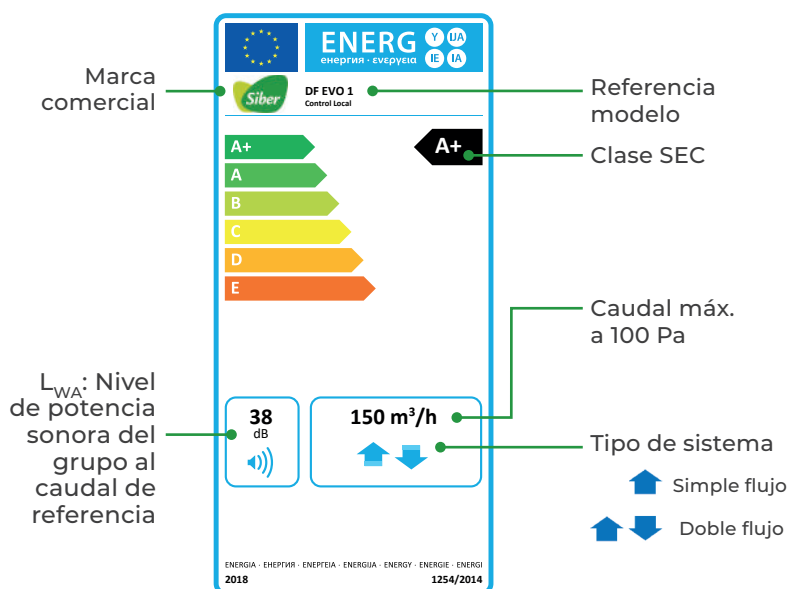 ENERG
енергия · ενεργεια
Y
IJA
IE
IA
Marca
comercial
Siber
DF EVO 1
Control Local
Referencia
modelo
A+
A+
Clase SEC
A
B
C
D
E
Caudal máx.
a 100 Pa
LWA: Nivel
de potencia
sonora del
grupo al
caudal de
referencia
38
dB
150 m³/h
Tipo de sistema
Simple flujo
Doble flujo
ENERGIA · ЕНЕРГИЯ · ΕΝΕΡΓΕΙΑ · ENERGIJA · ENERGY · ENERGIE · ENERGI
2018
1254/2014